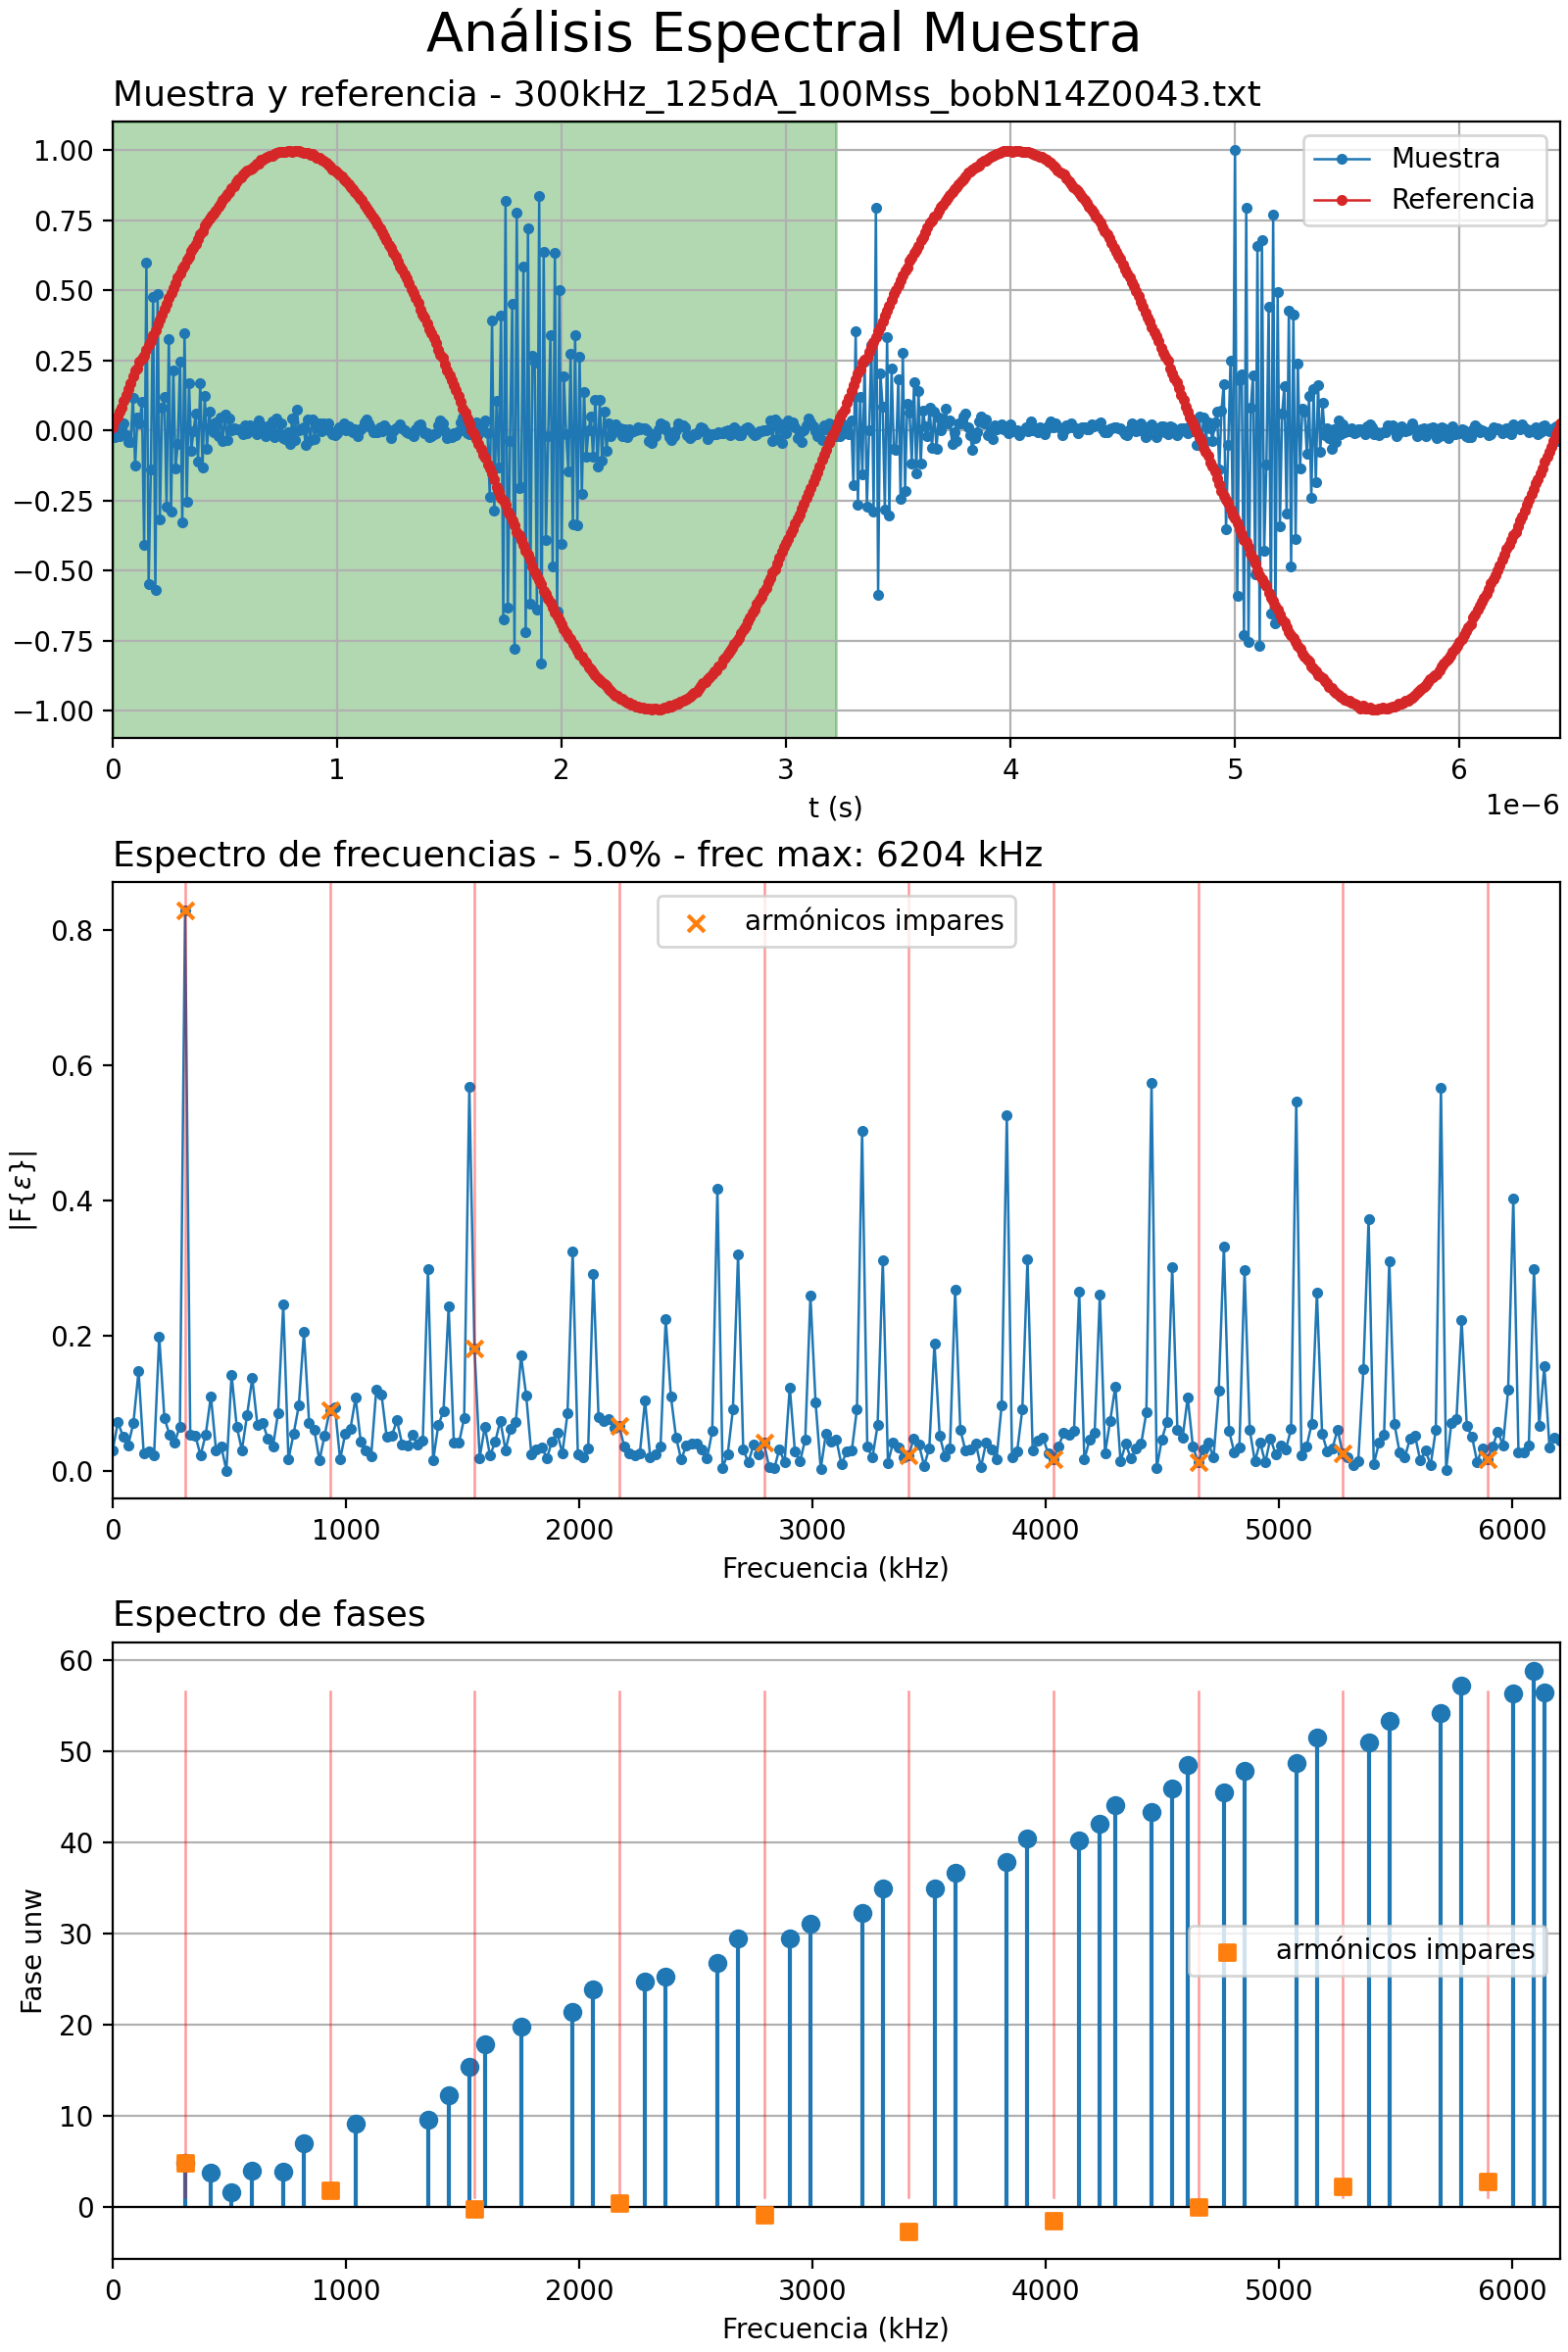 Análisis Espectral Muestra
Muestra y referencia - 300kHz_125dA_100Mss_bobN14Z0043.txt
Muestra
Referencia
1.00
0.75
0.50
0.25
0.00
−0.25
−0.50
−0.75
−1.00
0 1 2 3 4 5 6
1e−6
t (s)
Espectro de frecuencias - 5.0% - frec max: 6204 kHz
armónicos impares
|F{ε}|
0.8
0.6
0.4
0.2
0.0
0 1000 2000 3000 4000 5000 6000
Frecuencia (kHz)
Espectro de fases
armónicos impares
Fase unw
60
50
40
30
20
10
0
0 1000 2000 3000 4000 5000 6000
Frecuencia (kHz)